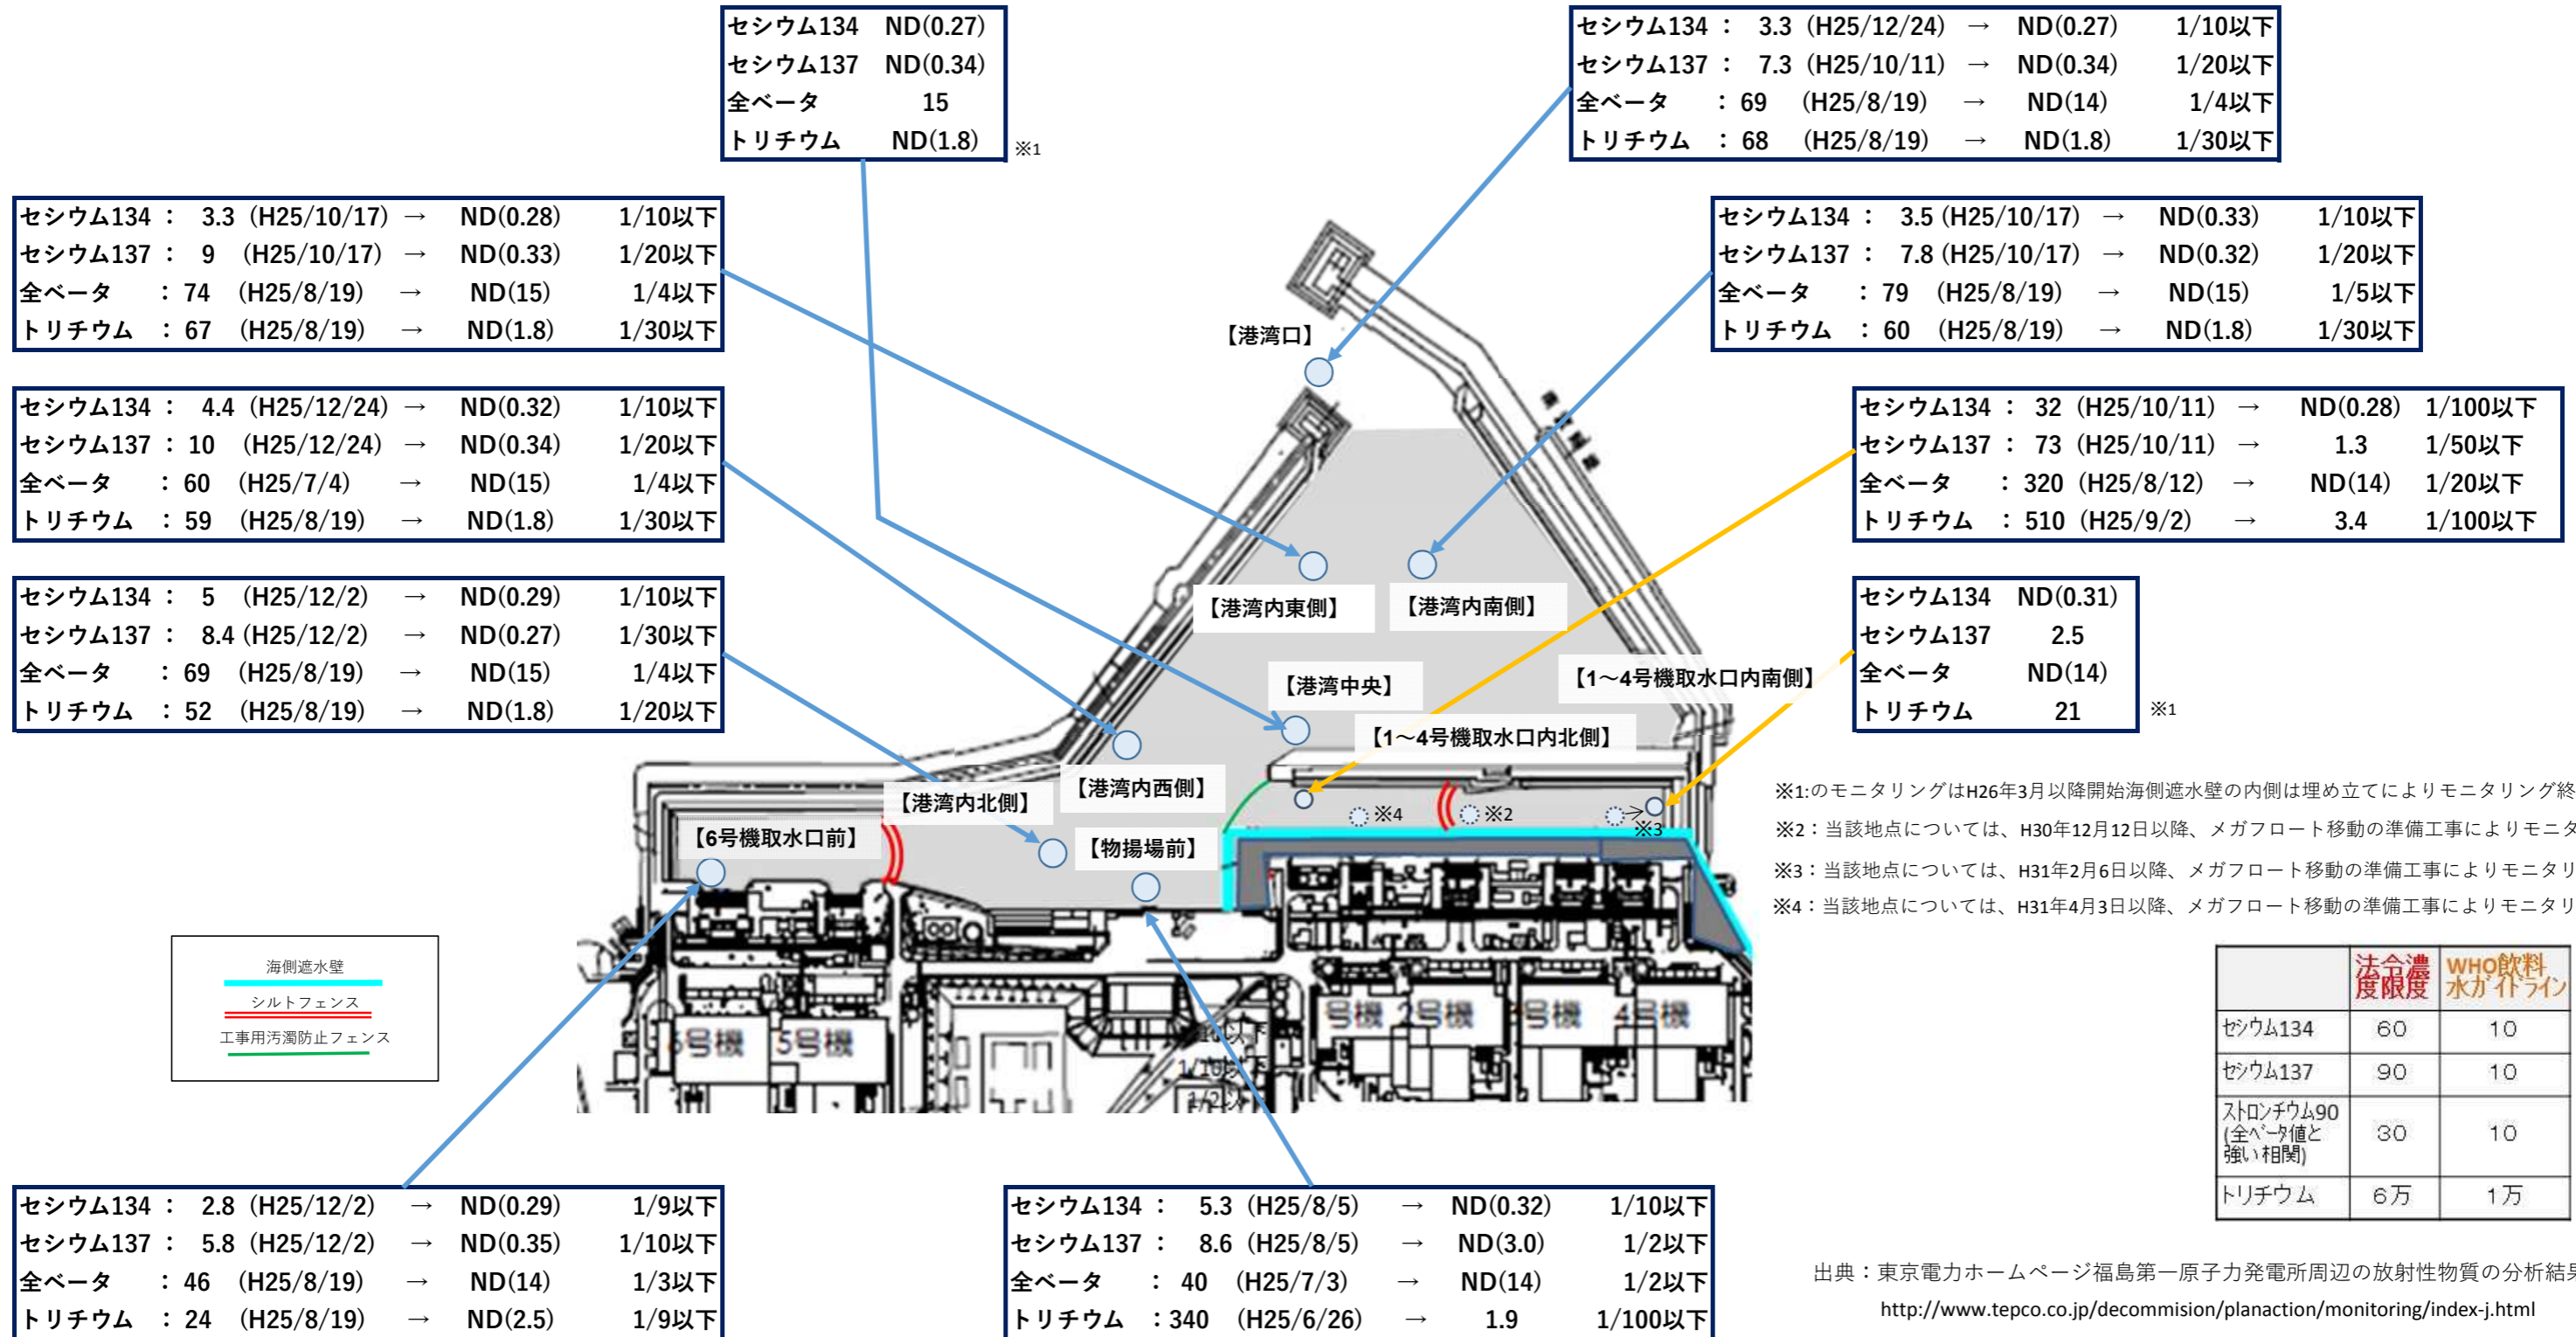 セシウム134 ND(0.27)
セシウム137 ND(0.34)
全ベータ 15
トリチウム ND(1.8) ※1
セシウム134 : 3.3 (H25/12/24) → ND(0.27) 1/10以下
セシウム137 : 7.3 (H25/10/11) → ND(0.34) 1/20以下
全ベータ : 69 (H25/8/19) → ND(14) 1/4以下
トリチウム : 68 (H25/8/19) → ND(1.8) 1/30以下
セシウム134 : 3.3 (H25/10/17) → ND(0.28) 1/10以下
セシウム137 : 9 (H25/10/17) → ND(0.33) 1/20以下
全ベータ : 74 (H25/8/19) → ND(15) 1/4以下
トリチウム : 67 (H25/8/19) → ND(1.8) 1/30以下
セシウム134 : 3.5 (H25/10/17) → ND(0.33) 1/10以下
セシウム137 : 7.8 (H25/10/17) → ND(0.32) 1/20以下
全ベータ : 79 (H25/8/19) → ND(15) 1/5以下
トリチウム : 60 (H25/8/19) → ND(1.8) 1/30以下
セシウム134 : 4.4 (H25/12/24) → ND(0.32) 1/10以下
セシウム137 : 10 (H25/12/24) → ND(0.34) 1/20以下
全ベータ : 60 (H25/7/4) → ND(15) 1/4以下
トリチウム : 59 (H25/8/19) → ND(1.8) 1/30以下
セシウム134 : 32 (H25/10/11) → ND(0.28) 1/100以下
セシウム137 : 73 (H25/10/11) → 1.3 1/50以下
全ベータ : 320 (H25/8/12) → ND(14) 1/20以下
トリチウム : 510 (H25/9/2) → 3.4 1/100以下
セシウム134 : 5 (H25/12/2) → ND(0.29) 1/10以下
セシウム137 : 8.4 (H25/12/2) → ND(0.27) 1/30以下
全ベータ : 69 (H25/8/19) → ND(15) 1/4以下
トリチウム : 52 (H25/8/19) → ND(1.8) 1/20以下
セシウム134 ND(0.31)
セシウム137 2.5
全ベータ ND(14)
トリチウム 21 ※1
【港湾口】
【港湾内東側】
【港湾内南側】
【港湾中央】
【1～4号機取水口内南側】
【1～4号機取水口内北側】
【港湾内西側】
【港湾内北側】
【6号機取水口前】
【物揚場前】
※4
※2
※3
※1:のモニタリングはH26年3月以降開始海側遮水壁の内側は埋め立てによりモニタリング終
※2：当該地点については、H30年12月12日以降、メガフロート移動の準備工事によりモニタ
※3：当該地点については、H31年2月6日以降、メガフロート移動の準備工事によりモニタリ
※4：当該地点については、H31年4月3日以降、メガフロート移動の準備工事によりモニタリ
海側遮水壁
シルトフェンス
工事用汚濁防止フェンス
6号機 5号機
号機 2号機 号機 4号機
1/10以下
1/2以
法令濃度限度 WHO飲料水ガイドライン
セシウム134 60 10
セシウム137 90 10
ストロンチウム90
(全ベータ値と
強い相関) 30 10
トリチウム 6万 1万
セシウム134 : 2.8 (H25/12/2) → ND(0.29) 1/9以下
セシウム137 : 5.8 (H25/12/2) → ND(0.35) 1/10以下
全ベータ : 46 (H25/8/19) → ND(14) 1/3以下
トリチウム : 24 (H25/8/19) → ND(2.5) 1/9以下
セシウム134 : 5.3 (H25/8/5) → ND(0.32) 1/10以下
セシウム137 : 8.6 (H25/8/5) → ND(3.0) 1/2以下
全ベータ : 40 (H25/7/3) → ND(14) 1/2以下
トリチウム : 340 (H25/6/26) → 1.9 1/100以下
出典：東京電力ホームページ福島第一原子力発電所周辺の放射性物質の分析結果
http://www.tepco.co.jp/decommision/planaction/monitoring/index-j.html